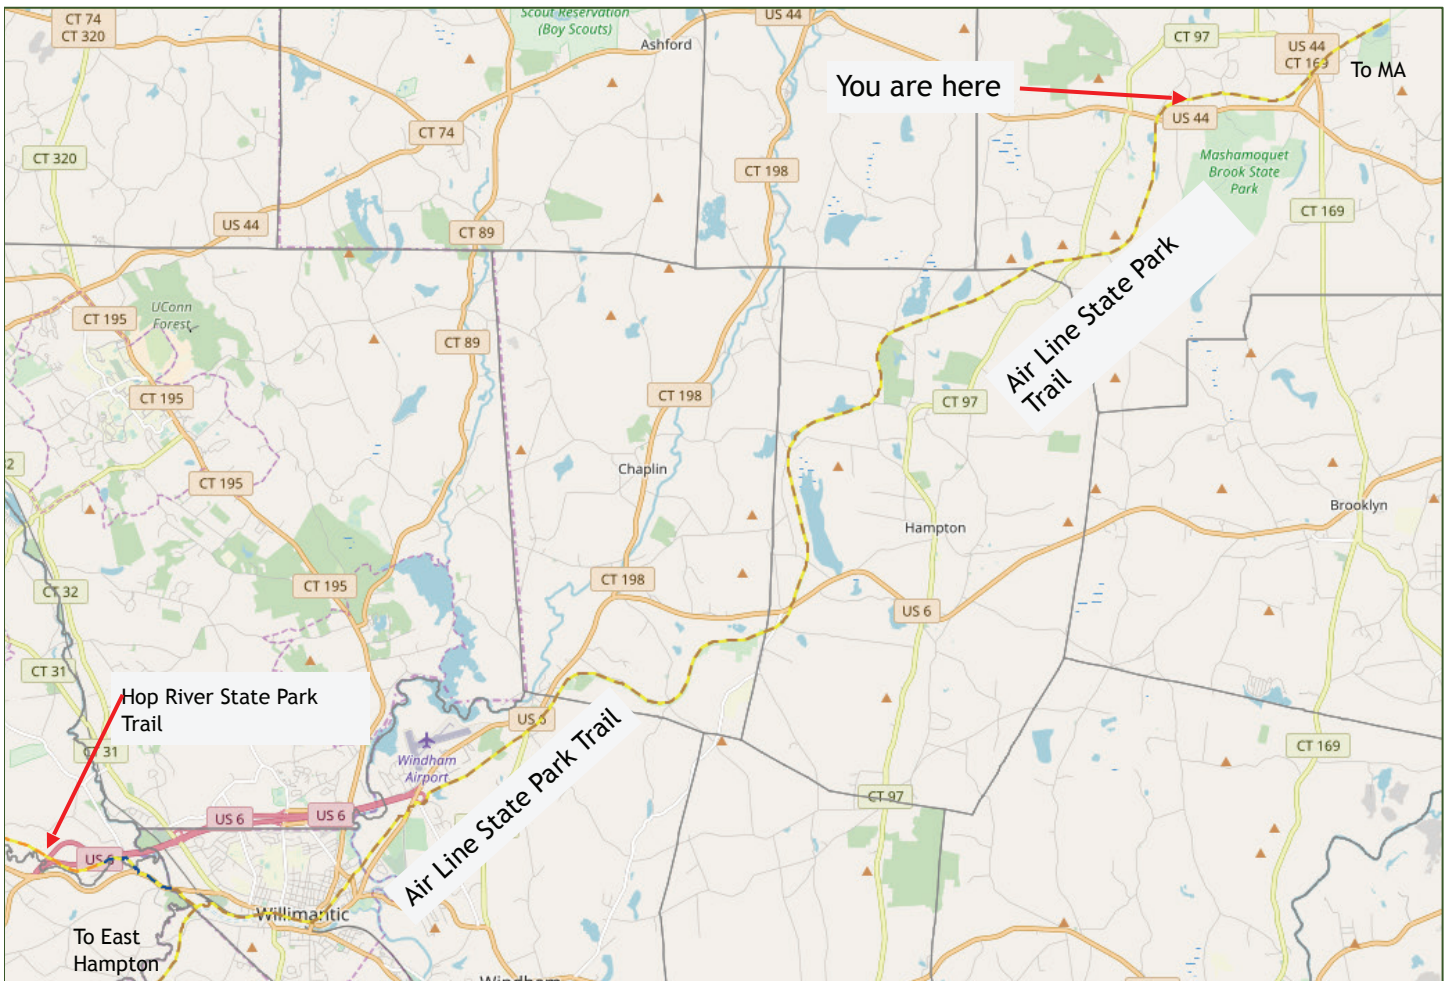 CT 74
CT 320
Scout Reservation
(Boy Scouts)
Ashford
US 44
CT 97
US 44
CT 169
To MA
You are here
US 44
CT 74
CT 320
CT 198
Mashamoquet
Brook State
Park
CT 169
US 44
CT 89
Air Line State Park
Trail
UConn
Forest
CT 195
CT 89
CT 195
CT 198
CT 97
Chaplin
CT 195
Brooklyn
Hampton
CT 32
CT 195
CT 198
US 6
CT 31
Hop River State Park
Trail
US 6
Air Line State Park Trail
CT 31
Windham
Airport
CT 169
CT 97
US 6
US 6
US 6
Willimantic
To East
Hampton
Windham